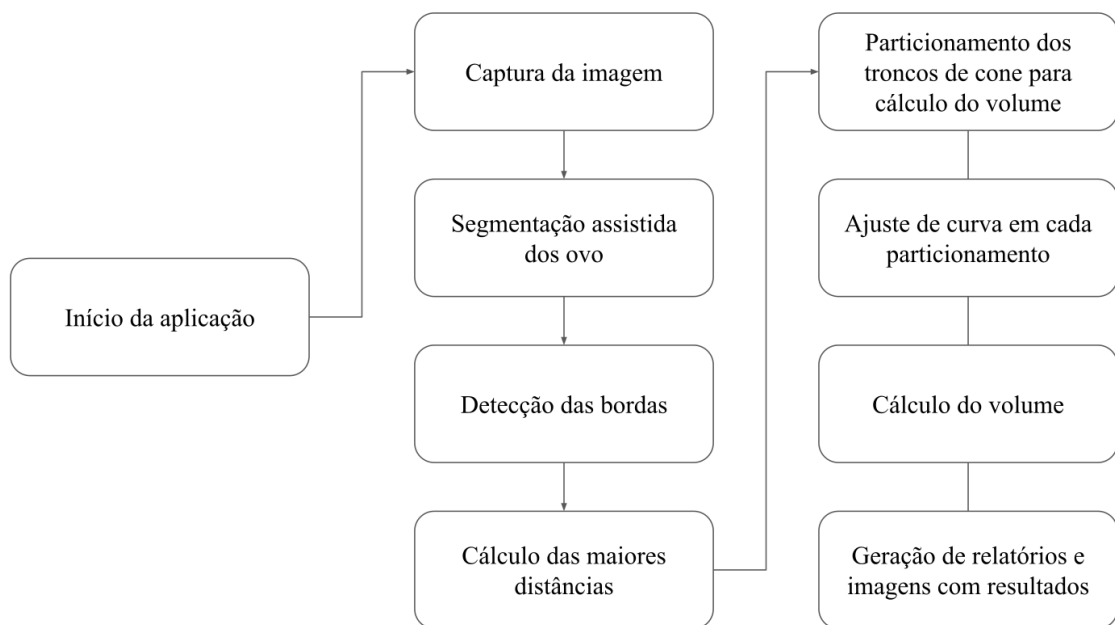 Início da aplicação
Captura da imagem
Segmentação assistida
dos ovo
Detecção das bordas
Cálculo das maiores
distâncias
Particionamento dos
troncos de cone para
cálculo do volume
Ajuste de curva em cada
particionamento
Cálculo do volume
Geração de relatórios e
imagens com resultados